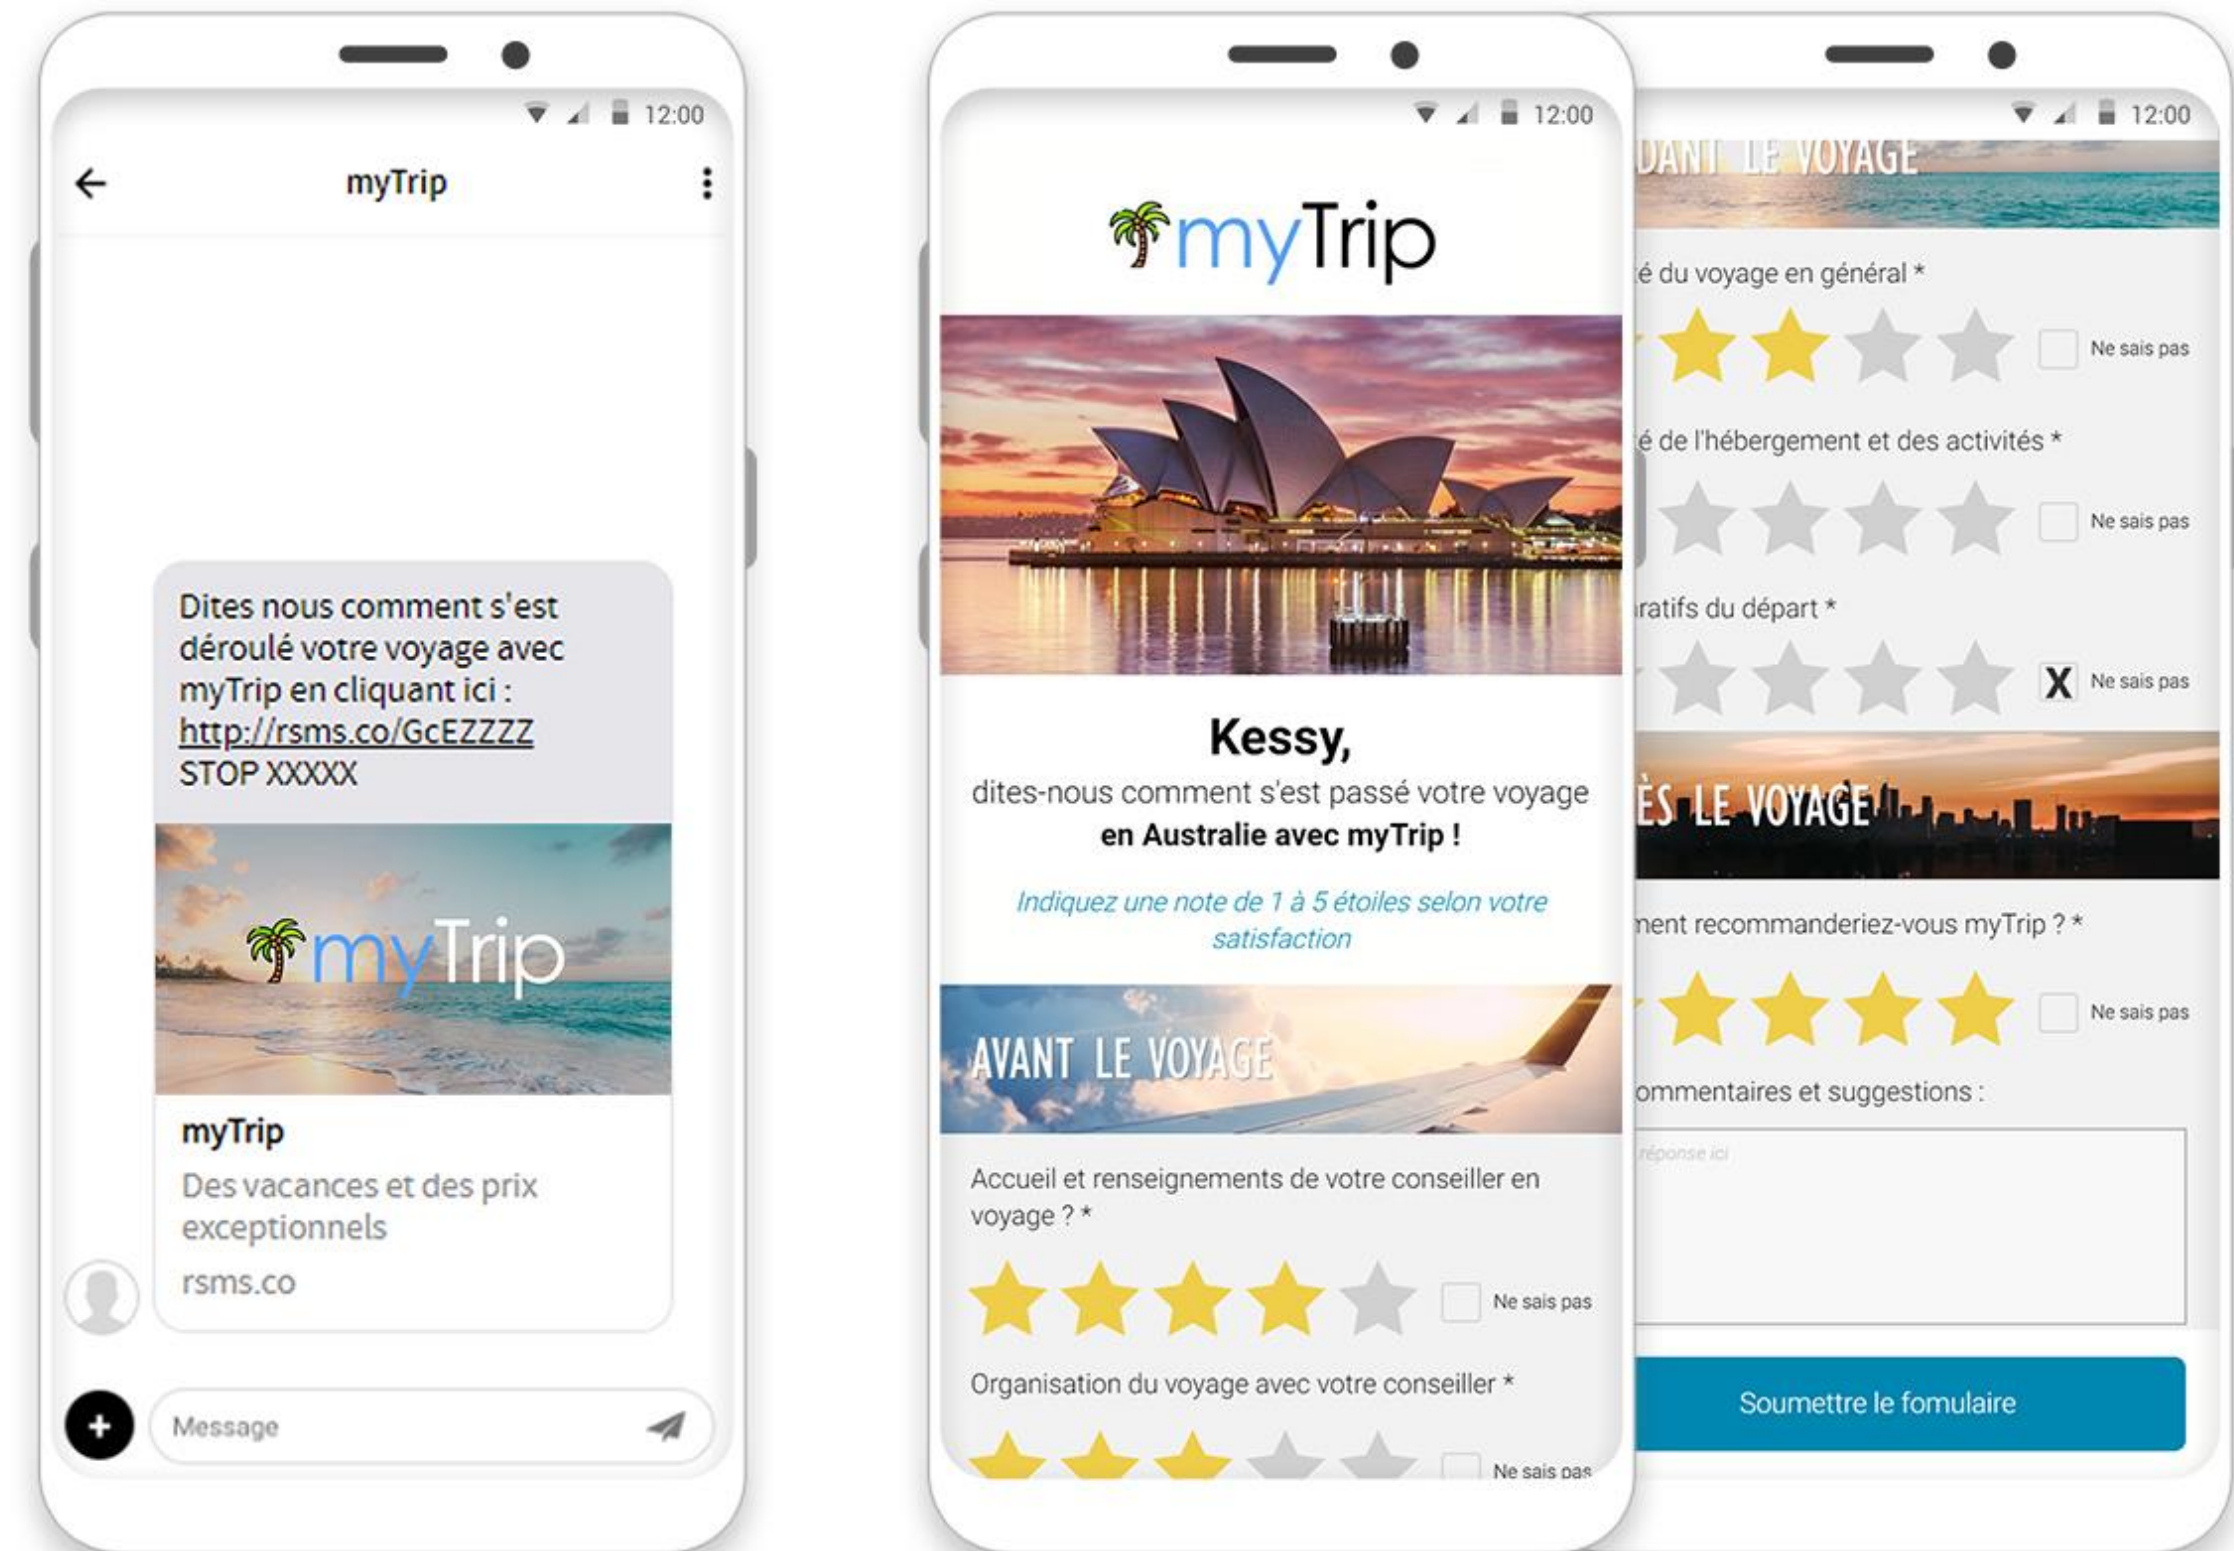 12:00
myTrip
Dites nous comment s'est
déroulé votre voyage avec
myTrip en cliquant ici :
http://rsms.co/GcEZZZZ
STOP XXXXX
myTrip
myTrip
Des vacances et des prix
exceptionnels
rsms.co
Message
12:00
myTrip
Kessy,
dites-nous comment s'est passé votre voyage
en Australie avec myTrip !
Indiquez une note de 1 à 5 étoiles selon votre
satisfaction
AVANT LE VOYAGE
Accueil et renseignements de votre conseiller en
voyage ? *
Ne sais pas
Organisation du voyage avec votre conseiller *
Ne sais pas
12:00
DANT LE VOYAGE
é du voyage en général *
Ne sais pas
é de l'hébergement et des activités *
Ne sais pas
ratifs du départ *
X Ne sais pas
ÈS LE VOYAGE
ment recommanderiez-vous myTrip ? *
Ne sais pas
ommentaires et suggestions :
réponse ici
Soumettre le fomulaire